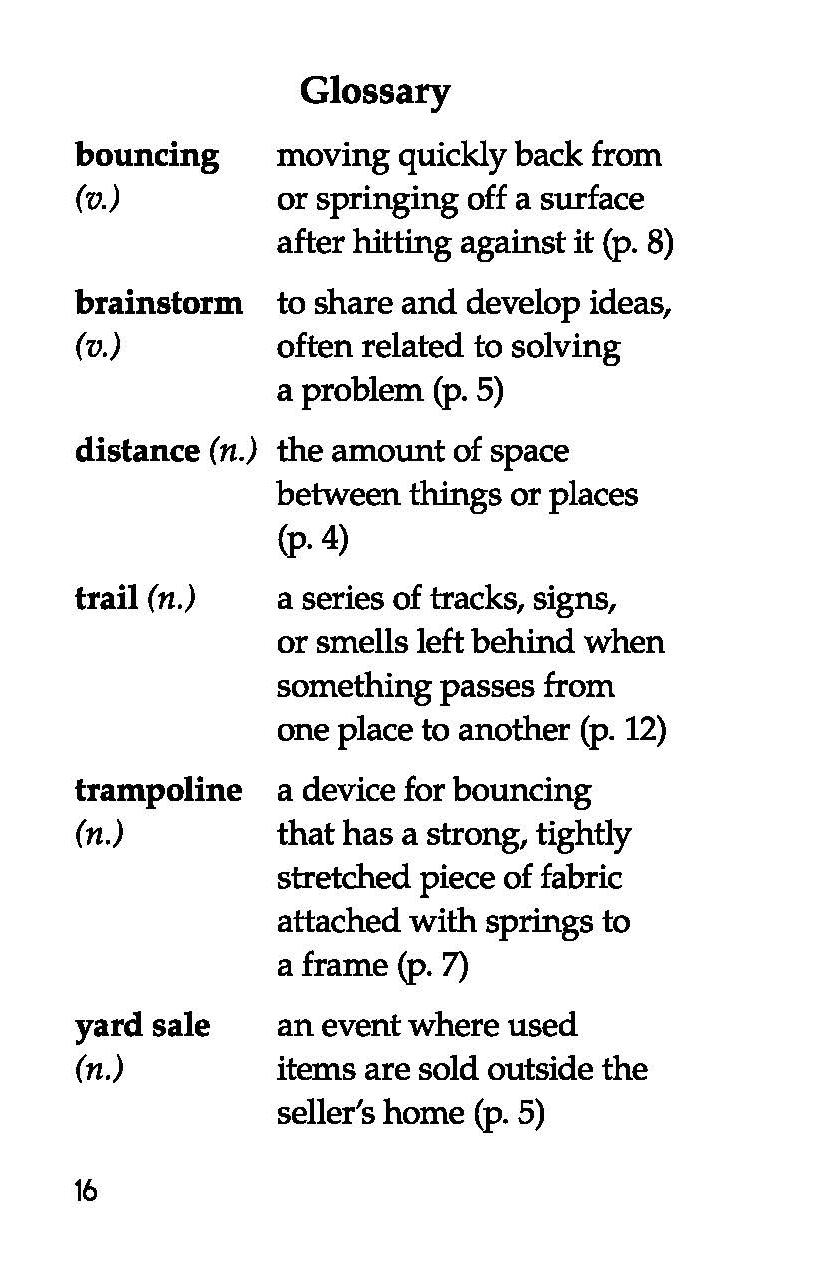 Glossary
bouncing moving quickly back from
(v.) or springing off a surface
after hitting against it (p. 8)
brainstorm to share and develop ideas,
(v.) often related to solving
a problem (p. 5)
distance (n.) the amount of space
between things or places
(p. 4)
trail (n.) a series of tracks, signs,
or smells left behind when
something passes from
one place to another (p. 12)
trampoline a device for bouncing
(n.) that has a strong, tightly
stretched piece of fabric
attached with springs to
a frame (p. 7)
yard sale an event where used
(n.) items are sold outside the
seller's home (p. 5)
16